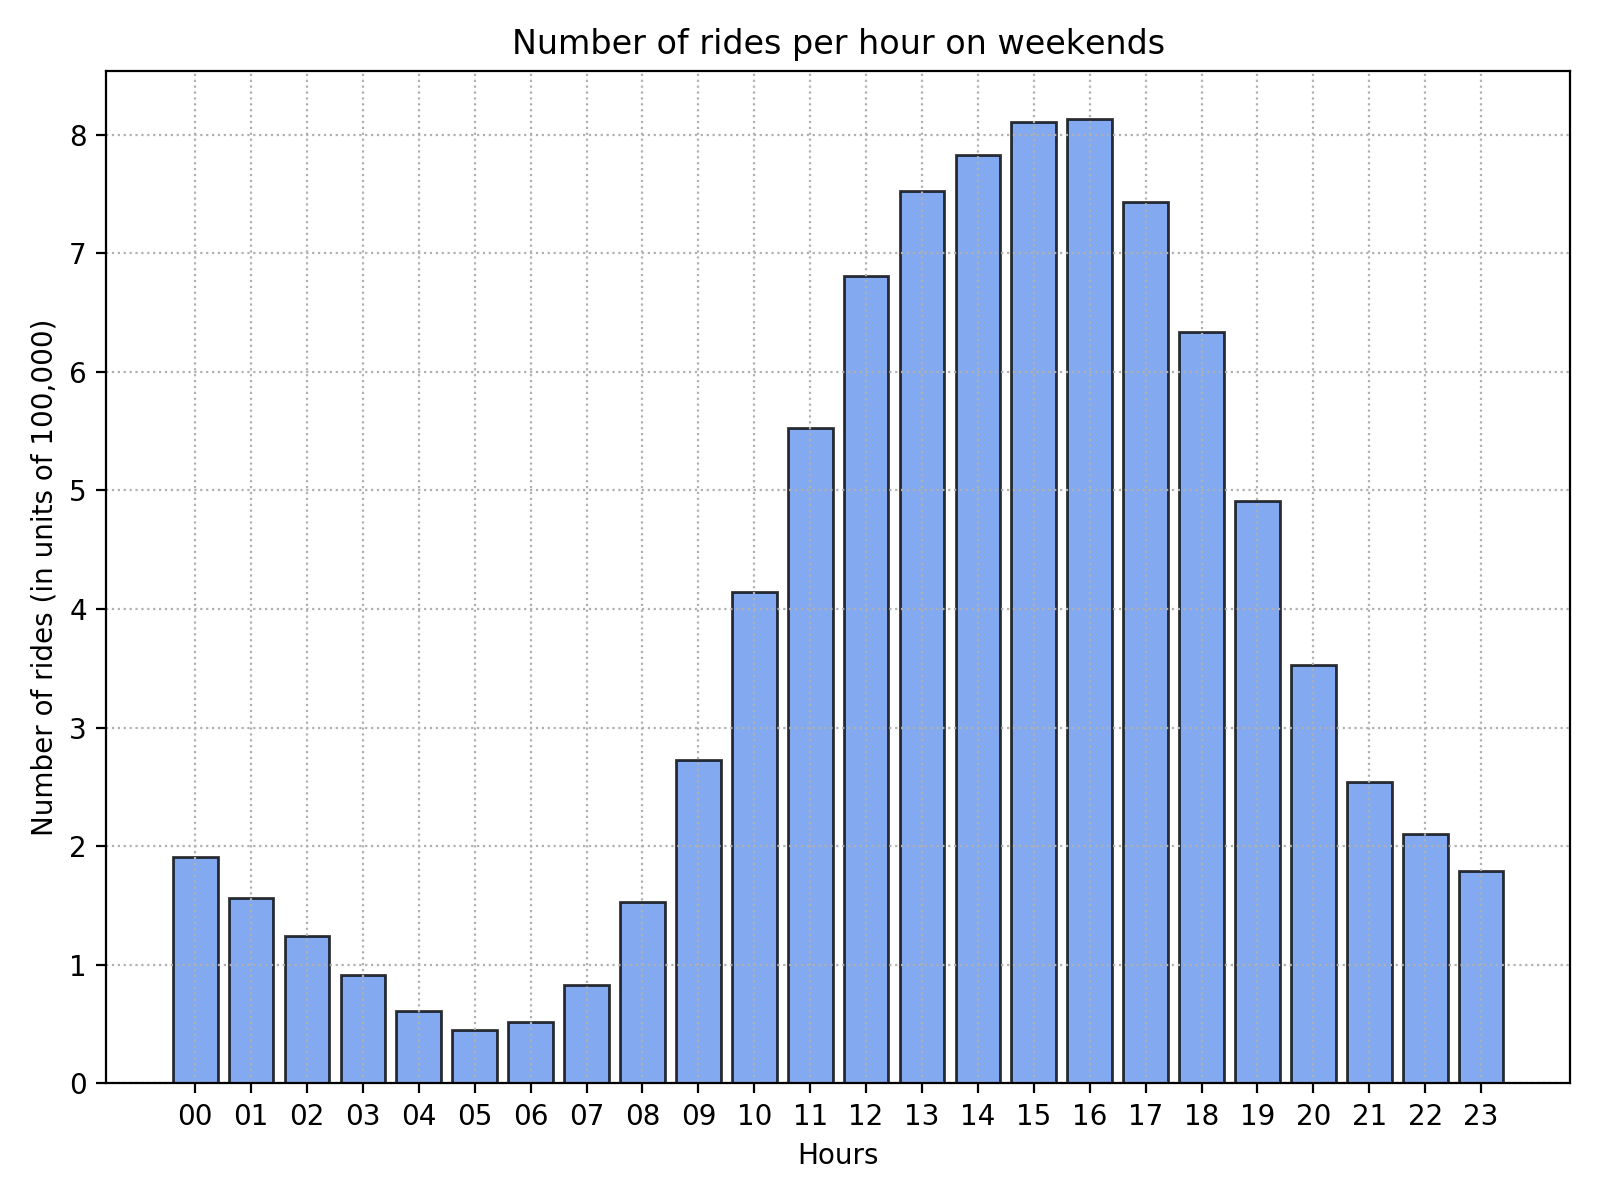 Number of rides per hour on weekends
Number of rides (in units of 100,000)
8
7
6
5
4
3
2
1
0
00 01 02 03 04 05 06 07 08 09 10 11 12 13 14 15 16 17 18 19 20 21 22 23
Hours